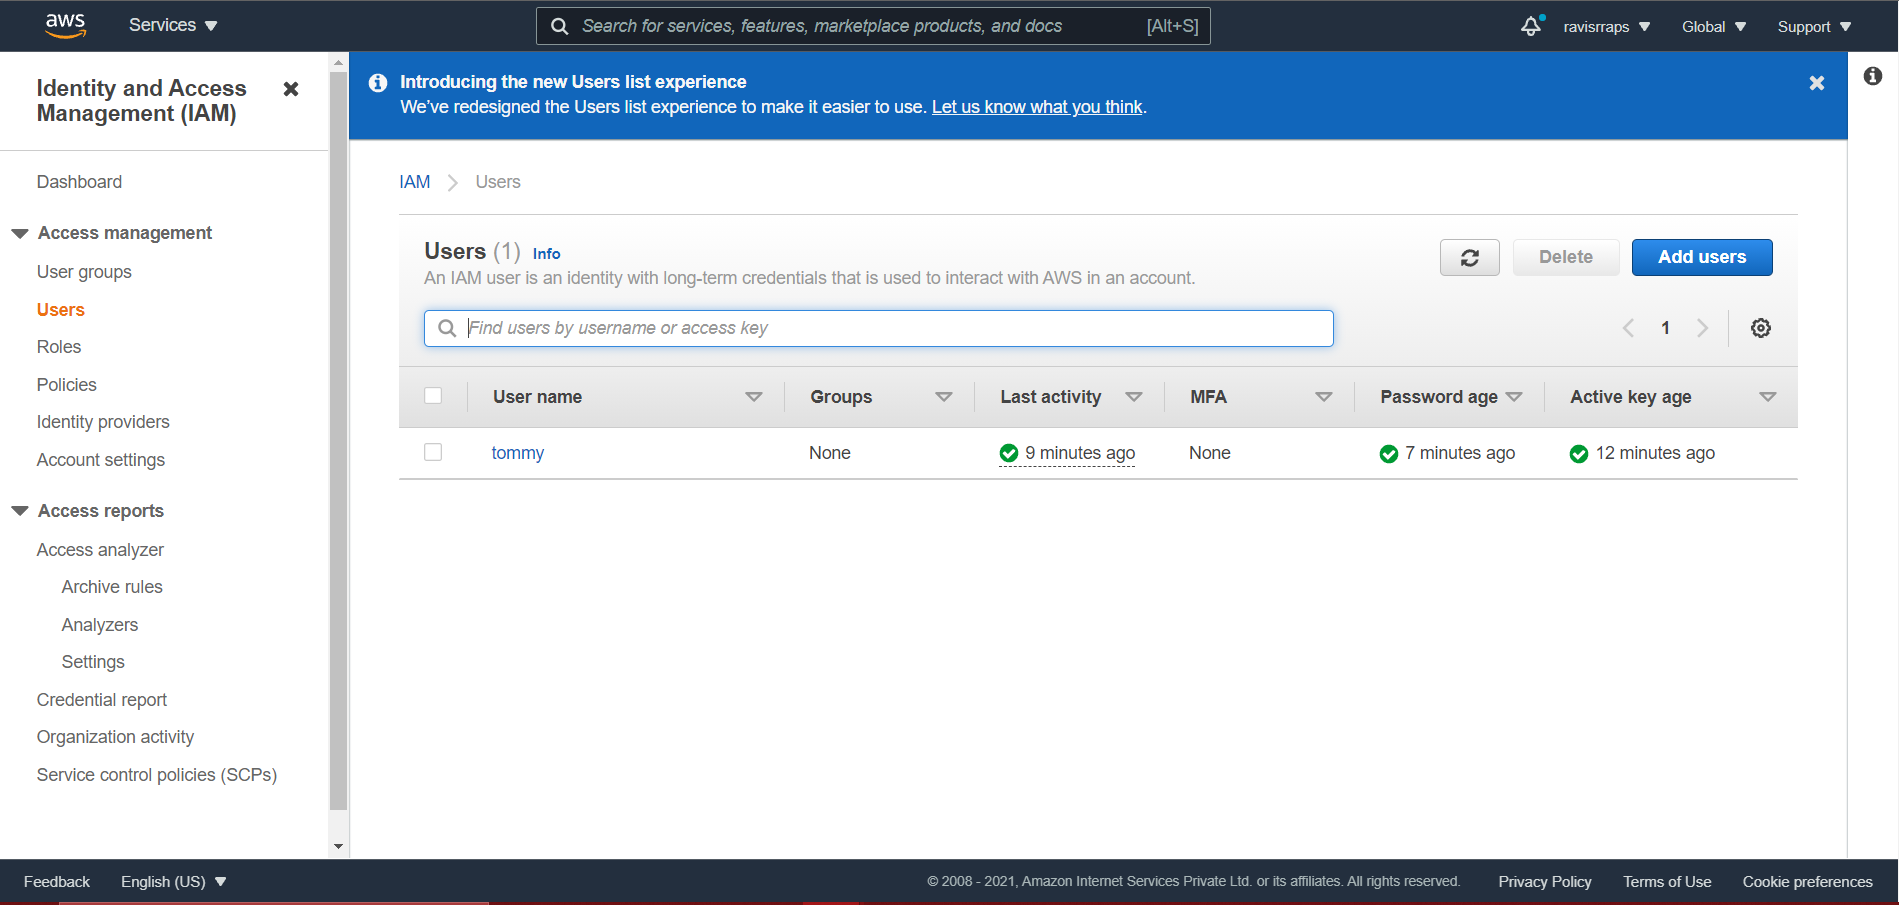 aws
Services
Search for services, features, marketplace products, and docs
[Alt+S]
ravisrraps
Global
Support
Identity and Access
Management (IAM)
Dashboard
Access management
User groups
Users
Roles
Policies
Identity providers
Account settings
Access reports
Access analyzer
Archive rules
Analyzers
Settings
Credential report
Organization activity
Service control policies (SCPs)
Introducing the new Users list experience
We've redesigned the Users list experience to make it easier to use. Let us know what you think.
IAM
Users
Users (1) Info
An IAM user is an identity with long-term credentials that is used to interact with AWS in an account.
Delete
Add users
Find users by username or access key
1
User name
Groups
Last activity
MFA
Password age
Active key age
tommy
None
9 minutes ago
None
7 minutes ago
12 minutes ago
Feedback
English (US)
© 2008 - 2021, Amazon Internet Services Private Ltd. or its affiliates. All rights reserved.
Privacy Policy
Terms of Use
Cookie preferences